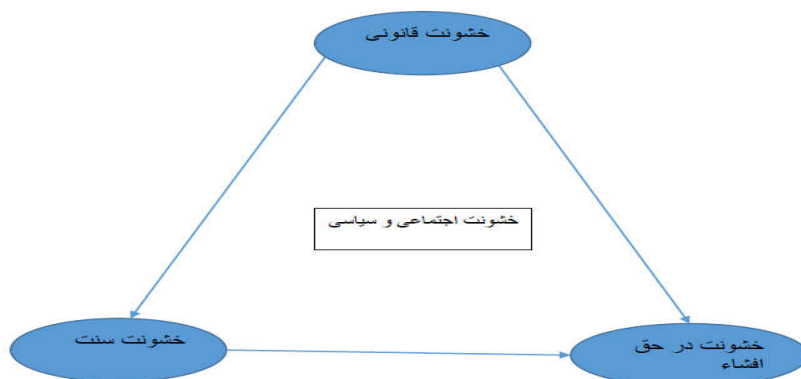 خشونت قانونی
خشونت اجتماعی و سیاسی
خشونت سنت
خشونت در حق
افشاء